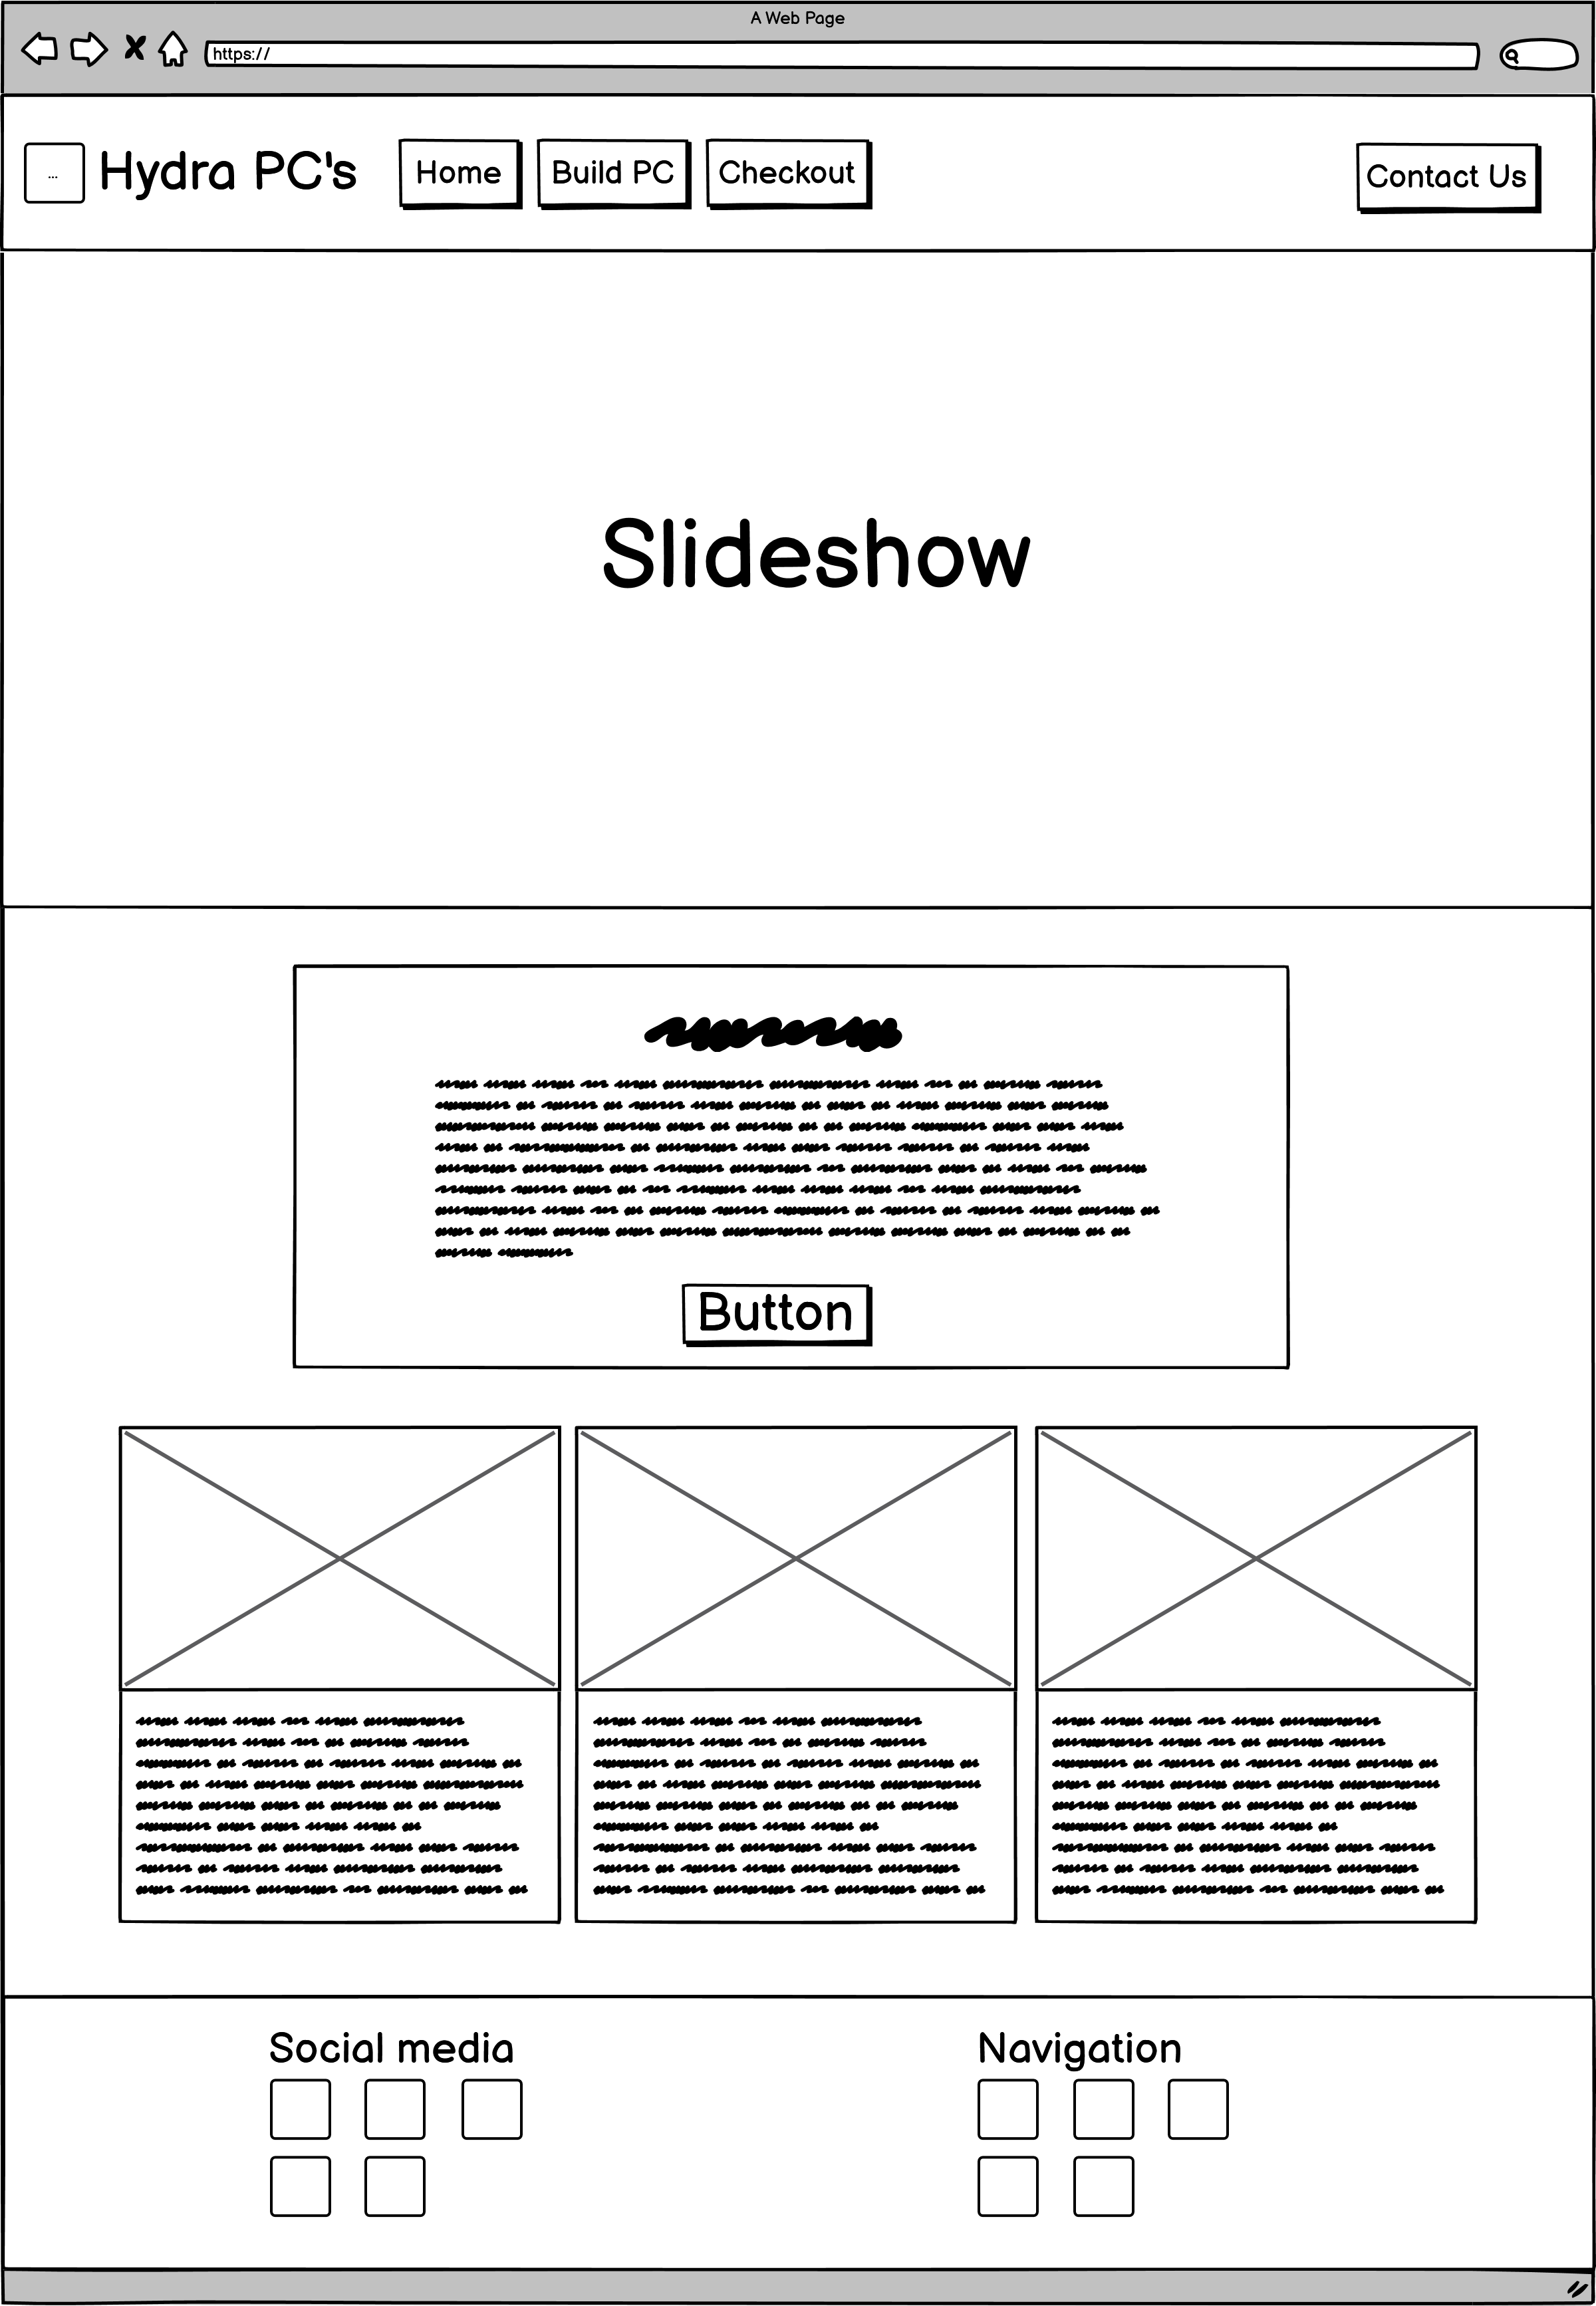 A Web Page
https://
...
Hydra PC's
Home
Build PC
Checkout
Contact Us
Slideshow
Button
Social media
Navigation